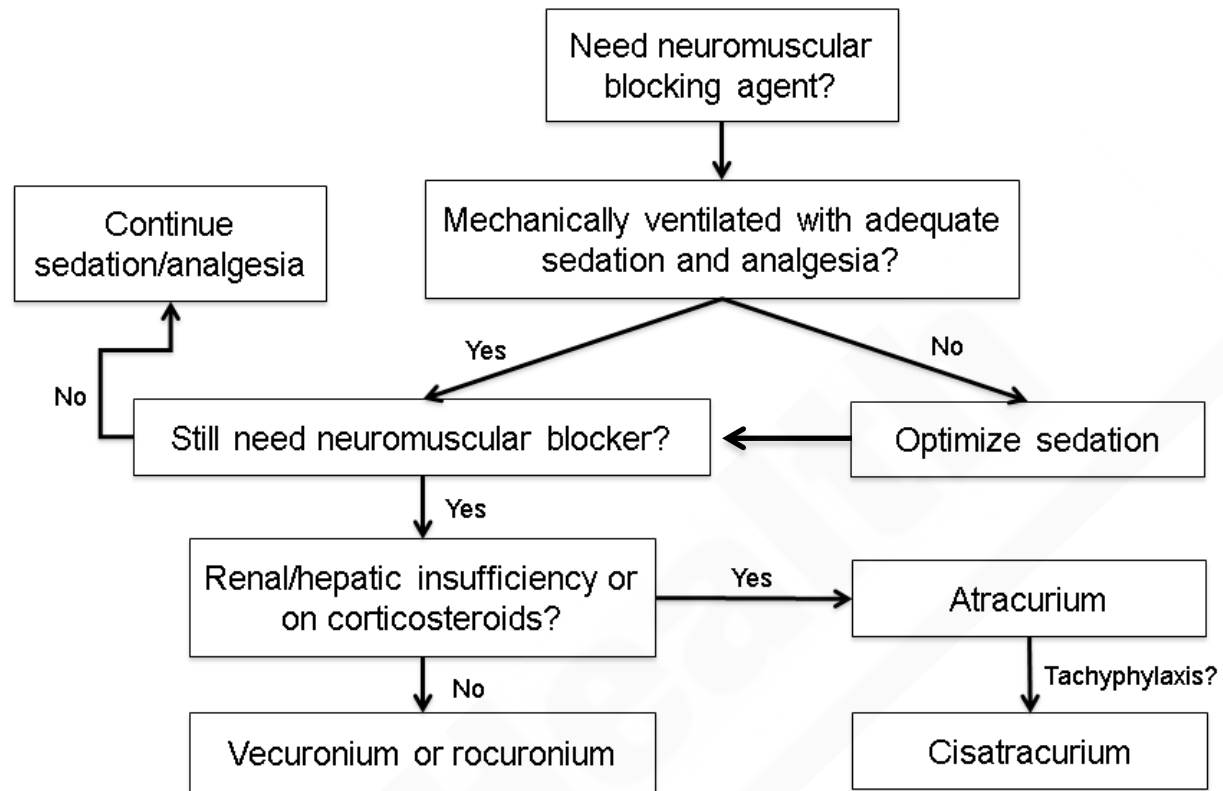 Need neuromuscular
blocking agent?
Mechanically ventilated with adequate
sedation and analgesia?
Continue
sedation/analgesia
Yes
No
No
Still need neuromuscular blocker?
Optimize sedation
Yes
Renal/hepatic insufficiency or
on corticosteroids?
Yes
Atracurium
No
Tachyphylaxis?
Vecuronium or rocuronium
Cisatracurium